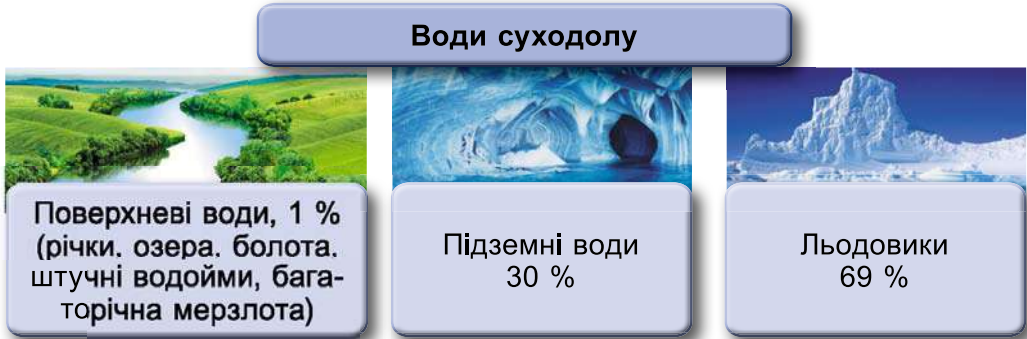 Води суходолу
Поверхневі води, 1 %
(річки. озера. болота.
штучні водойми, бага-
торічна мерзлота)
Підземні води
30 %
Льодовики
69 %